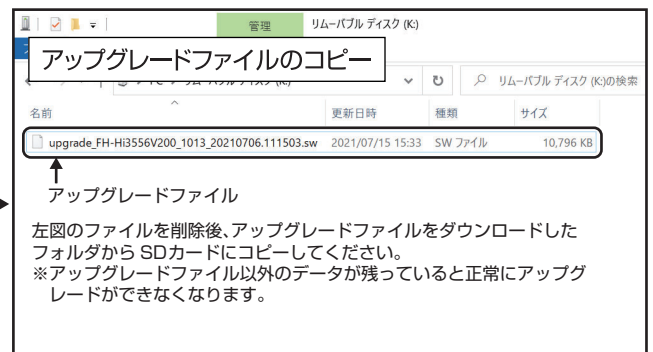 管理
リムーバブル ディスク (K:)
アップグレードファイルのコピー
リムーバブル ディスク (K:)の検索
名前
更新日時
種類
サイズ
upgrade_FH-Hi3556V200_1013_20210706.111503.sw
2021/07/15 15:33
SW ファイル
10,796 KB
アップグレードファイル
左図のファイルを削除後、アップグレードファイルをダウンロードした
フォルダから SDカードにコピーしてください。
※アップグレードファイル以外のデータが残っていると正常にアップグ
レードができなくなります。